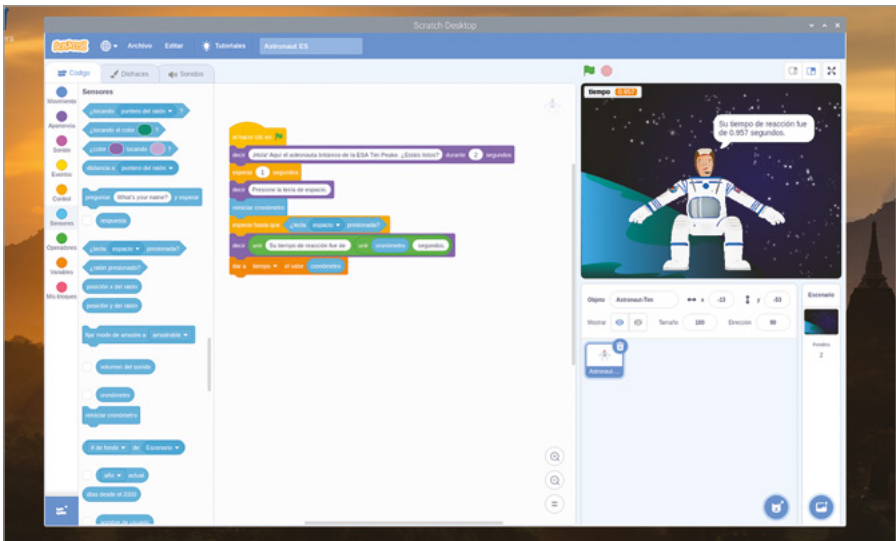 Scratch Desktop
SCRATCH
Archivo Editar Tutoriales Astronaut ES
Código Disfraces Sonidos
Movimiento
Apariencia
Sonido
Eventos
Control
Sensores
Operadores
Variables
Mis bloques
Sensores
¿tocando puntero del ratón ?
¿tocando el color ?
¿color tocando ?
distancia a puntero del ratón
preguntar What's your name? y esperar
respuesta
¿tecla espacio presionada?
¿ratón presionado?
posición x del ratón
posición y del ratón
fijar modo de arrastre a arrastrable
volumen del sonido
cronómetro
reiniciar cronómetro
# de fondo de Escenario
año actual
días desde el 2000
nombre de usuario
al hacer clic en
decir ¡Hola! Aquí el astronauta británico de la ESA Tim Peake. ¿Estáis listos? durante 2 segundos
esperar 1 segundos
decir Presione la tecla de espacio.
reiniciar cronómetro
esperar hasta que ¿tecla espacio presionada?
decir unir Su tiempo de reacción fue de unir cronómetro segundos.
dar a tiempo el valor cronómetro
tiempo 0.957
Su tiempo de reacción fue
de 0.957 segundos.
Objeto Astronaut-Tim x -13 y -53
Mostrar Tamaño 100 Dirección 90
Astronaut-...
Escenario
Fondos
2